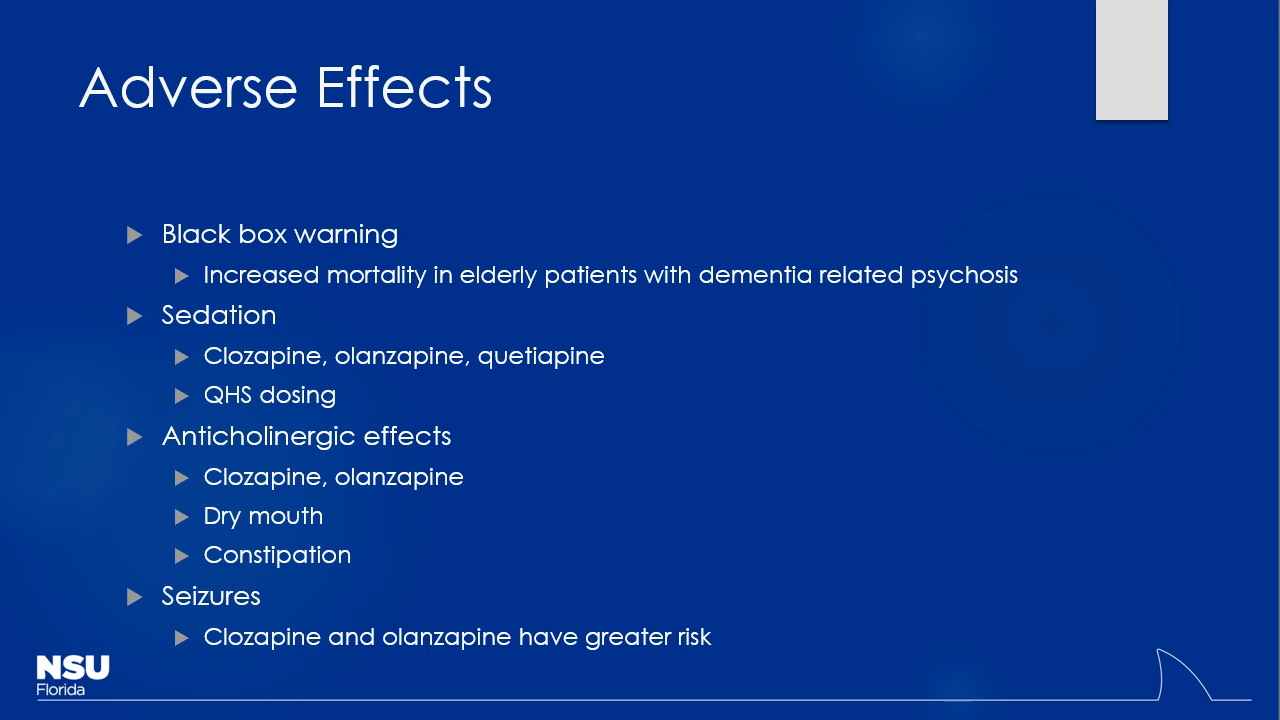 Adverse Effects
Black box warning
Increased mortality in elderly patients with dementia related psychosis
Sedation
Clozapine, olanzapine, quetiapine
QHS dosing
Anticholinergic effects
Clozapine, olanzapine
Dry mouth
Constipation
Seizures
Clozapine and olanzapine have greater risk
NSU
Florida